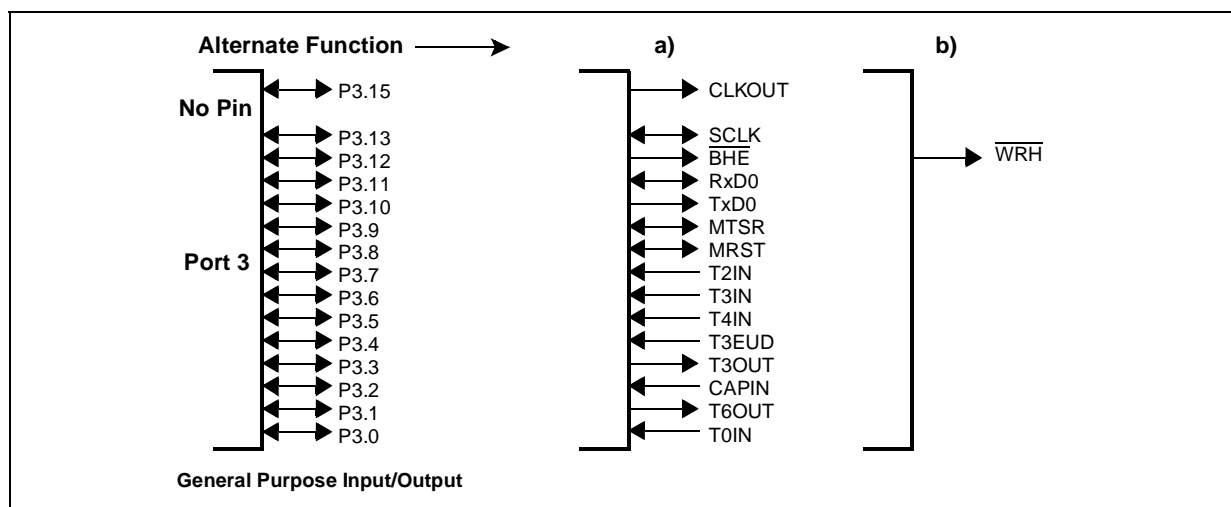 Alternate Function a) b)
P3.15 CLKOUT
No Pin
P3.13 SCLK
P3.12 BHE WRH
P3.11 RxD0
P3.10 TxD0
P3.9 MTSR
P3.8 MRST
Port 3
P3.7 T2IN
P3.6 T3IN
P3.5 T4IN
P3.4 T3EUD
P3.3 T3OUT
P3.2 CAPIN
P3.1 T6OUT
P3.0 T0IN
General Purpose Input/Output